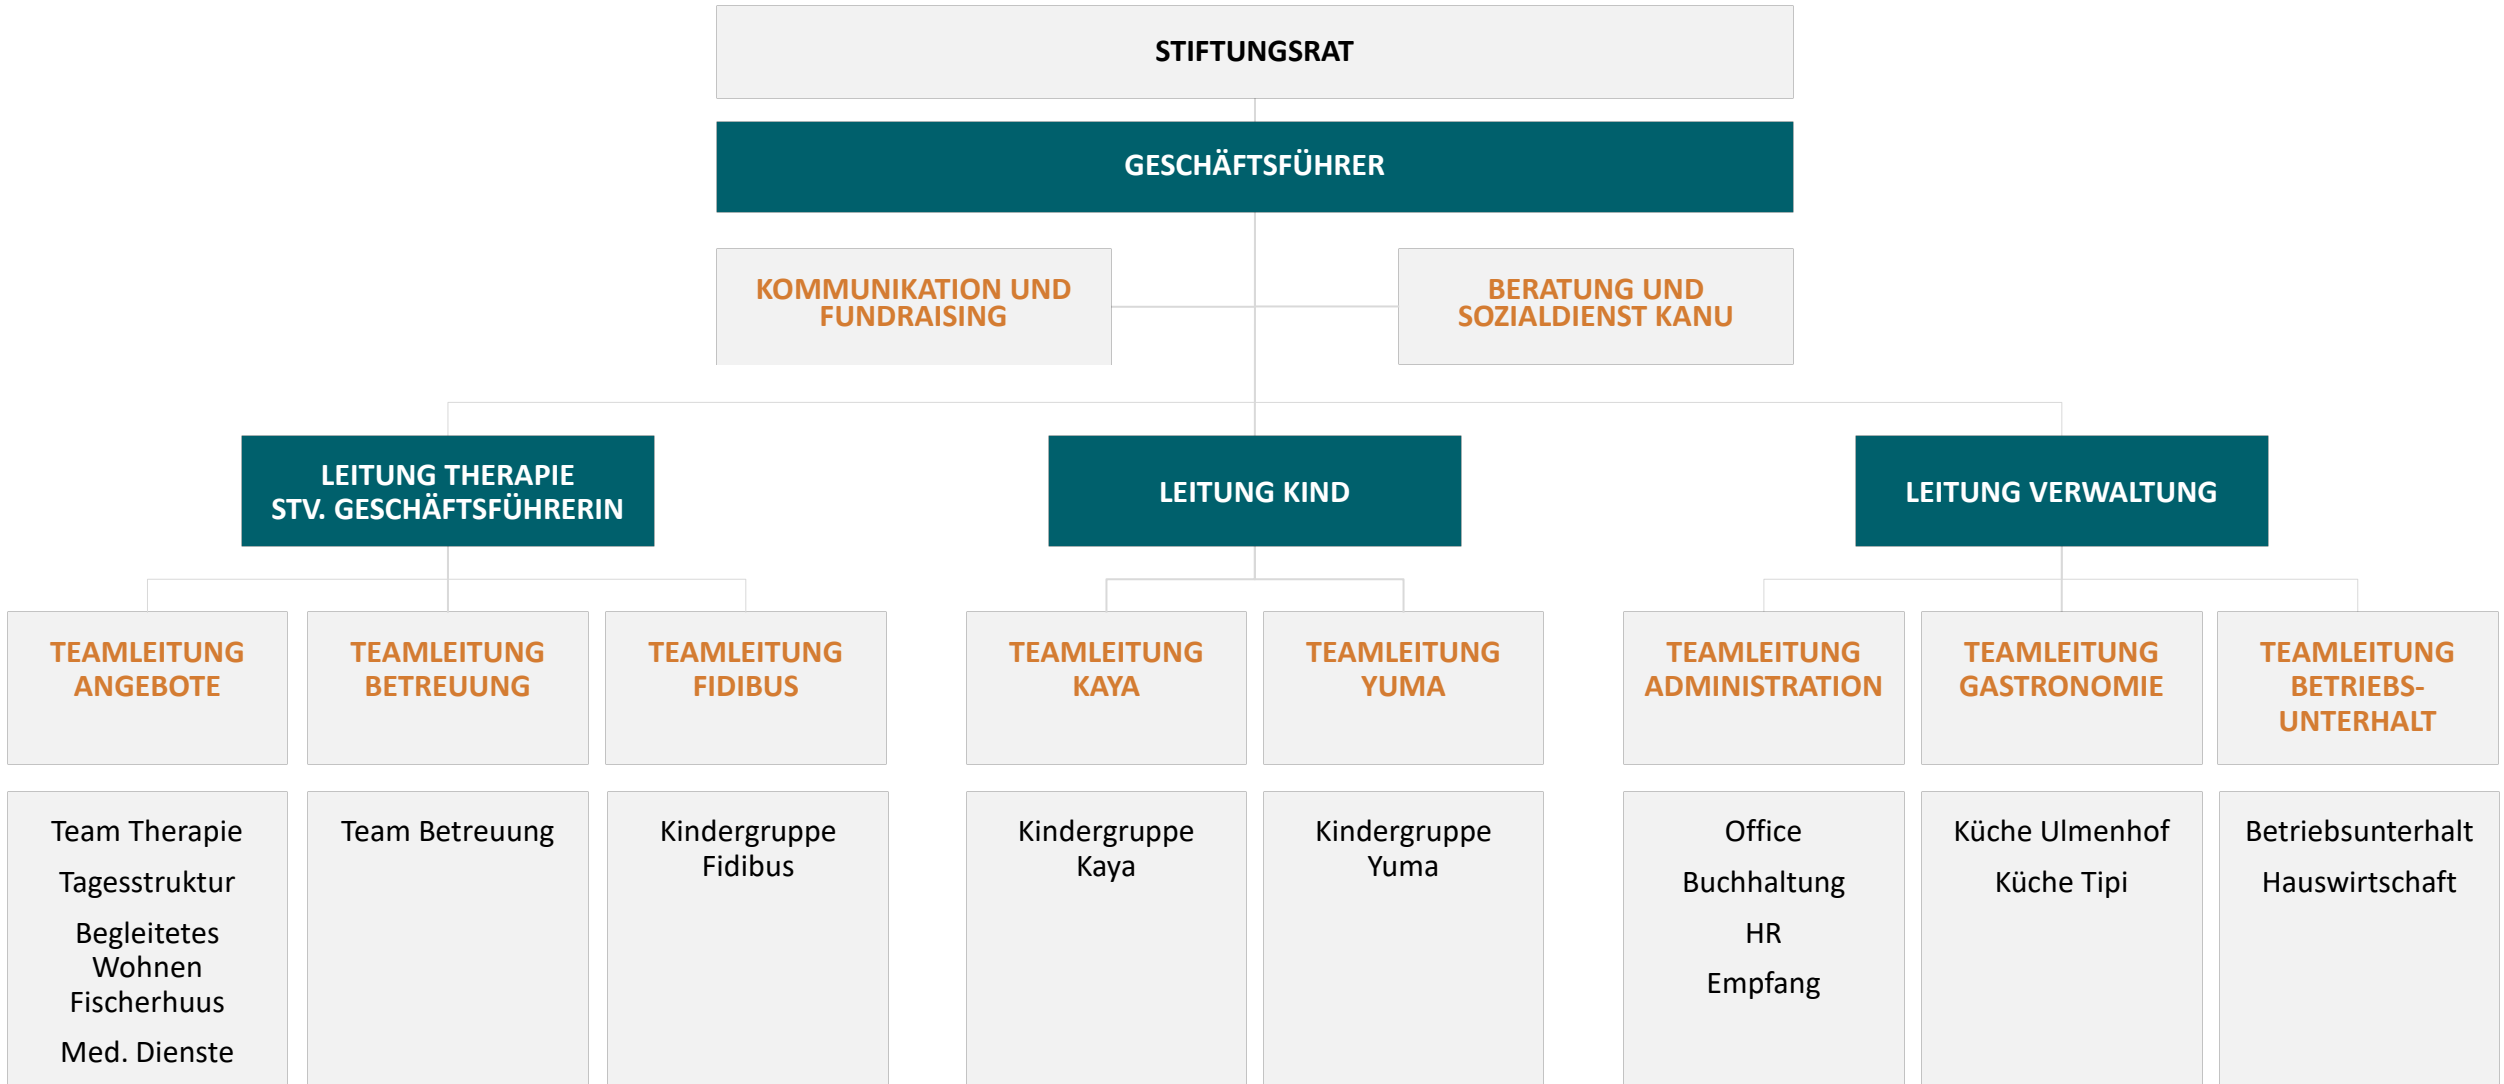 STIFTUNGSRAT
GESCHÄFTSFÜHRER
KOMMUNIKATION UND
FUNDRAISING
BERATUNG UND
SOZIALDIENST KANU
LEITUNG THERAPIE
STV. GESCHÄFTSFÜHRERIN
LEITUNG KIND
LEITUNG VERWALTUNG
TEAMLEITUNG
ANGEBOTE
TEAMLEITUNG
BETREUUNG
TEAMLEITUNG
FIDIBUS
TEAMLEITUNG
KAYA
TEAMLEITUNG
YUMA
TEAMLEITUNG
ADMINISTRATION
TEAMLEITUNG
GASTRONOMIE
TEAMLEITUNG
BETRIEBS-
UNTERHALT
Team Therapie
Tagesstruktur
Begleitetes
Wohnen
Fischerhuus
Med. Dienste
Team Betreuung
Kindergruppe
Fidibus
Kindergruppe
Kaya
Kindergruppe
Yuma
Office
Buchhaltung
HR
Empfang
Küche Ulmenhof
Küche Tipi
Betriebsunterhalt
Hauswirtschaft